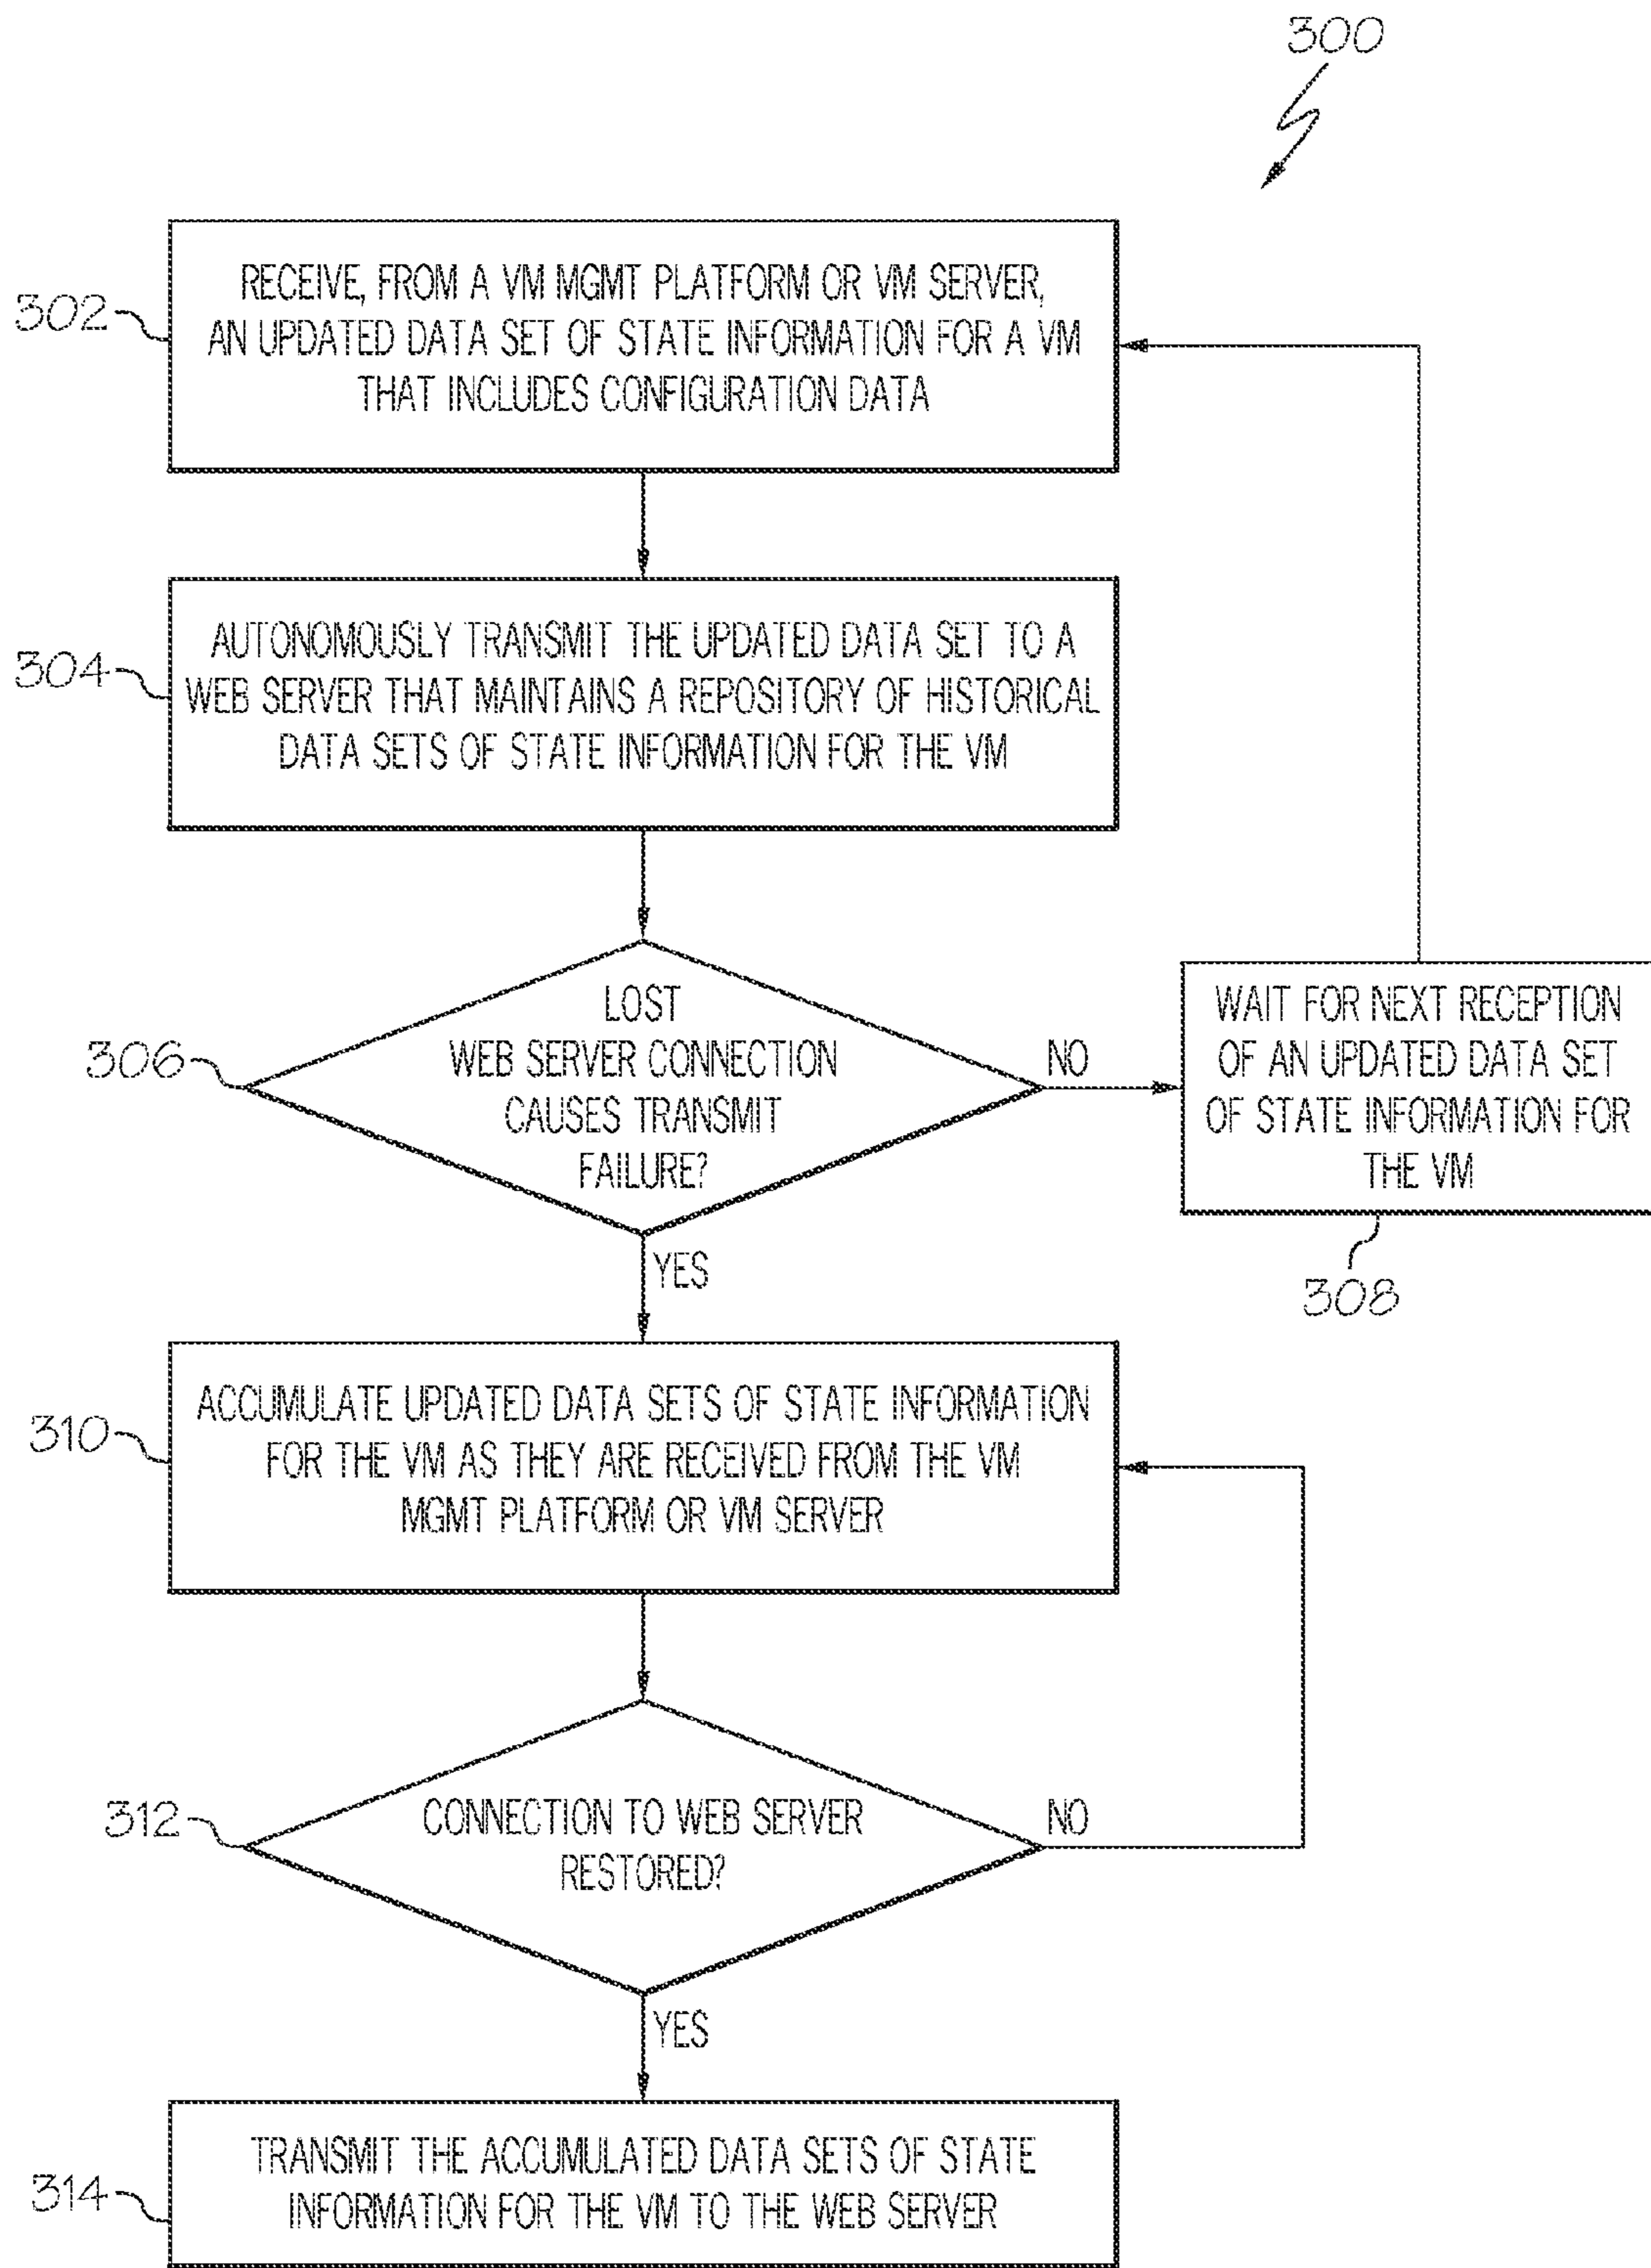 300
302
RECEIVE, FROM A VM MGMT PLATFORM OR VM SERVER,
AN UPDATED DATA SET OF STATE INFORMATION FOR A VM
THAT INCLUDES CONFIGURATION DATA
304
AUTONOMOUSLY TRANSMIT THE UPDATED DATA SET TO A
WEB SERVER THAT MAINTAINS A REPOSITORY OF HISTORICAL
DATA SETS OF STATE INFORMATION FOR THE VM
306
LOST
WEB SERVER CONNECTION
CAUSES TRANSMIT
FAILURE?
NO
WAIT FOR NEXT RECEPTION
OF AN UPDATED DATA SET
OF STATE INFORMATION FOR
THE VM
308
YES
310
ACCUMULATE UPDATED DATA SETS OF STATE INFORMATION
FOR THE VM AS THEY ARE RECEIVED FROM THE VM
MGMT PLATFORM OR VM SERVER
312
CONNECTION TO WEB SERVER
RESTORED?
NO
YES
314
TRANSMIT THE ACCUMULATED DATA SETS OF STATE
INFORMATION FOR THE VM TO THE WEB SERVER